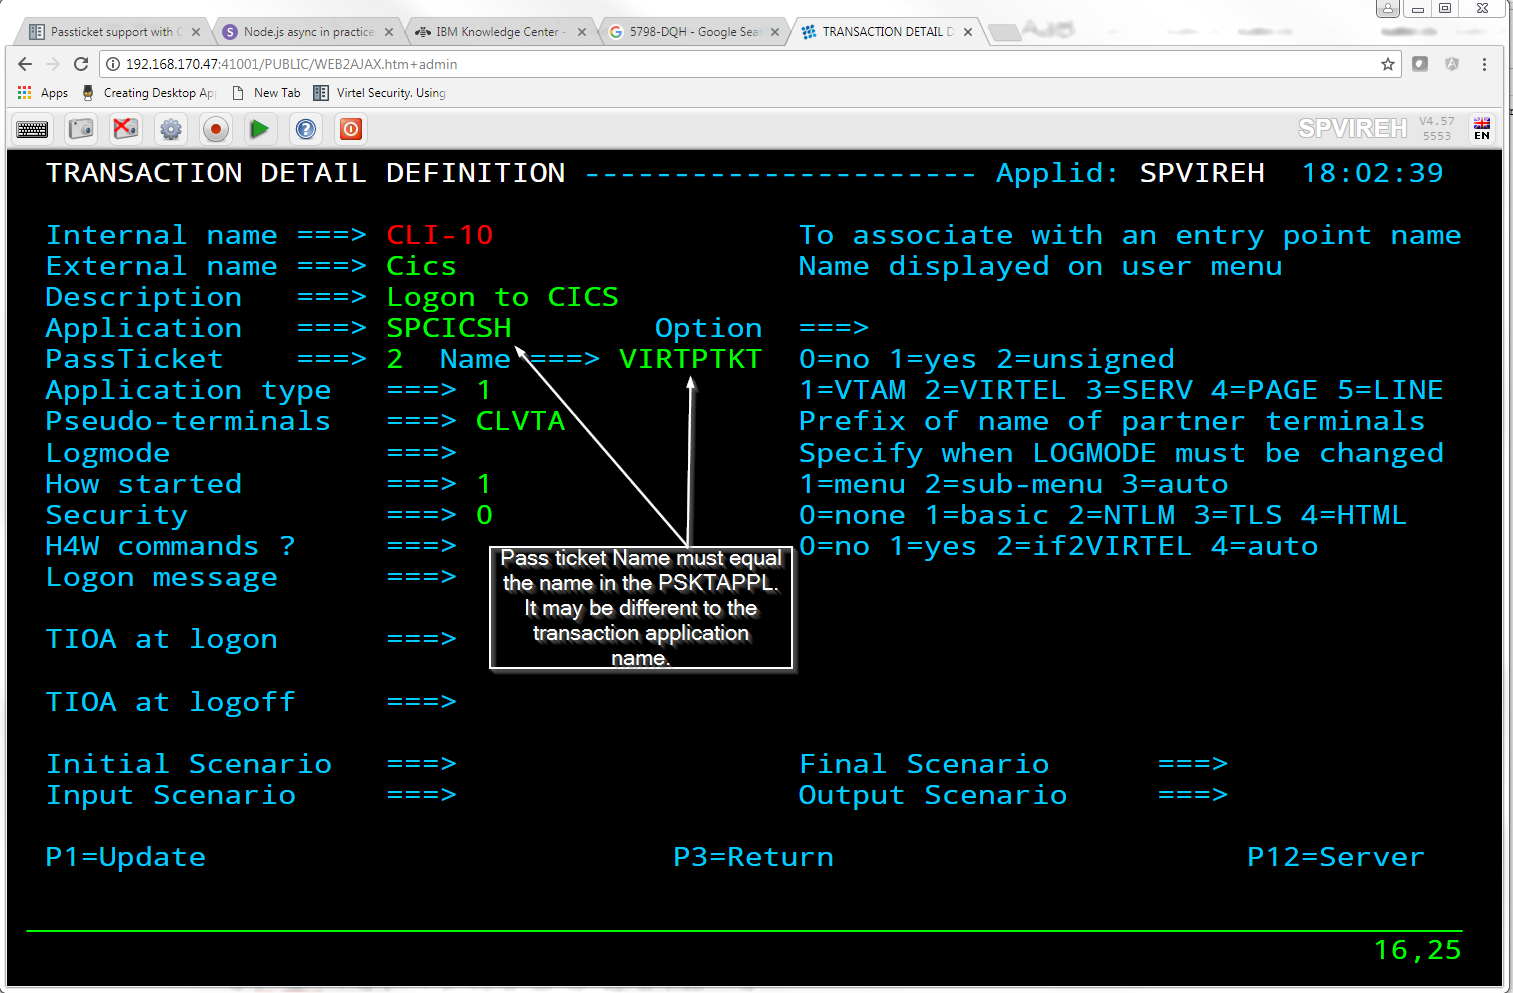 Passticket support with C
Node.js async in practice
IBM Knowledge Center -
5798-DQH - Google Sea
TRANSACTION DETAIL D
192.168.170.47:41001/PUBLIC/WEB2AJAX.htm+admin
Apps Creating Desktop Ap New Tab Virtel Security. Using
SPVIREH V4.57 5553 EN
TRANSACTION DETAIL DEFINITION ---------------------- Applid: SPVIREH 18:02:39
Internal name ===> CLI-10 To associate with an entry point name
External name ===> Cics Name displayed on user menu
Description ===> Logon to CICS
Application ===> SPCICSH Option ===>
PassTicket ===> 2 Name ===> VIRTPTKT 0=no 1=yes 2=unsigned
Application type ===> 1 1=VTAM 2=VIRTEL 3=SERV 4=PAGE 5=LINE
Pseudo-terminals ===> CLVTA Prefix of name of partner terminals
Logmode ===> Specify when LOGMODE must be changed
How started ===> 1 1=menu 2=sub-menu 3=auto
Security ===> 0 0=none 1=basic 2=NTLM 3=TLS 4=HTML
H4W commands ? ===> 0=no 1=yes 2=if2VIRTEL 4=auto
Logon message ===>
Pass ticket Name must equal
the name in the PSKTAPPL.
It may be different to the
transaction application
name.
TIOA at logon ===>
TIOA at logoff ===>
Initial Scenario ===> Final Scenario ===>
Input Scenario ===> Output Scenario ===>
P1=Update P3=Return P12=Server
16,25